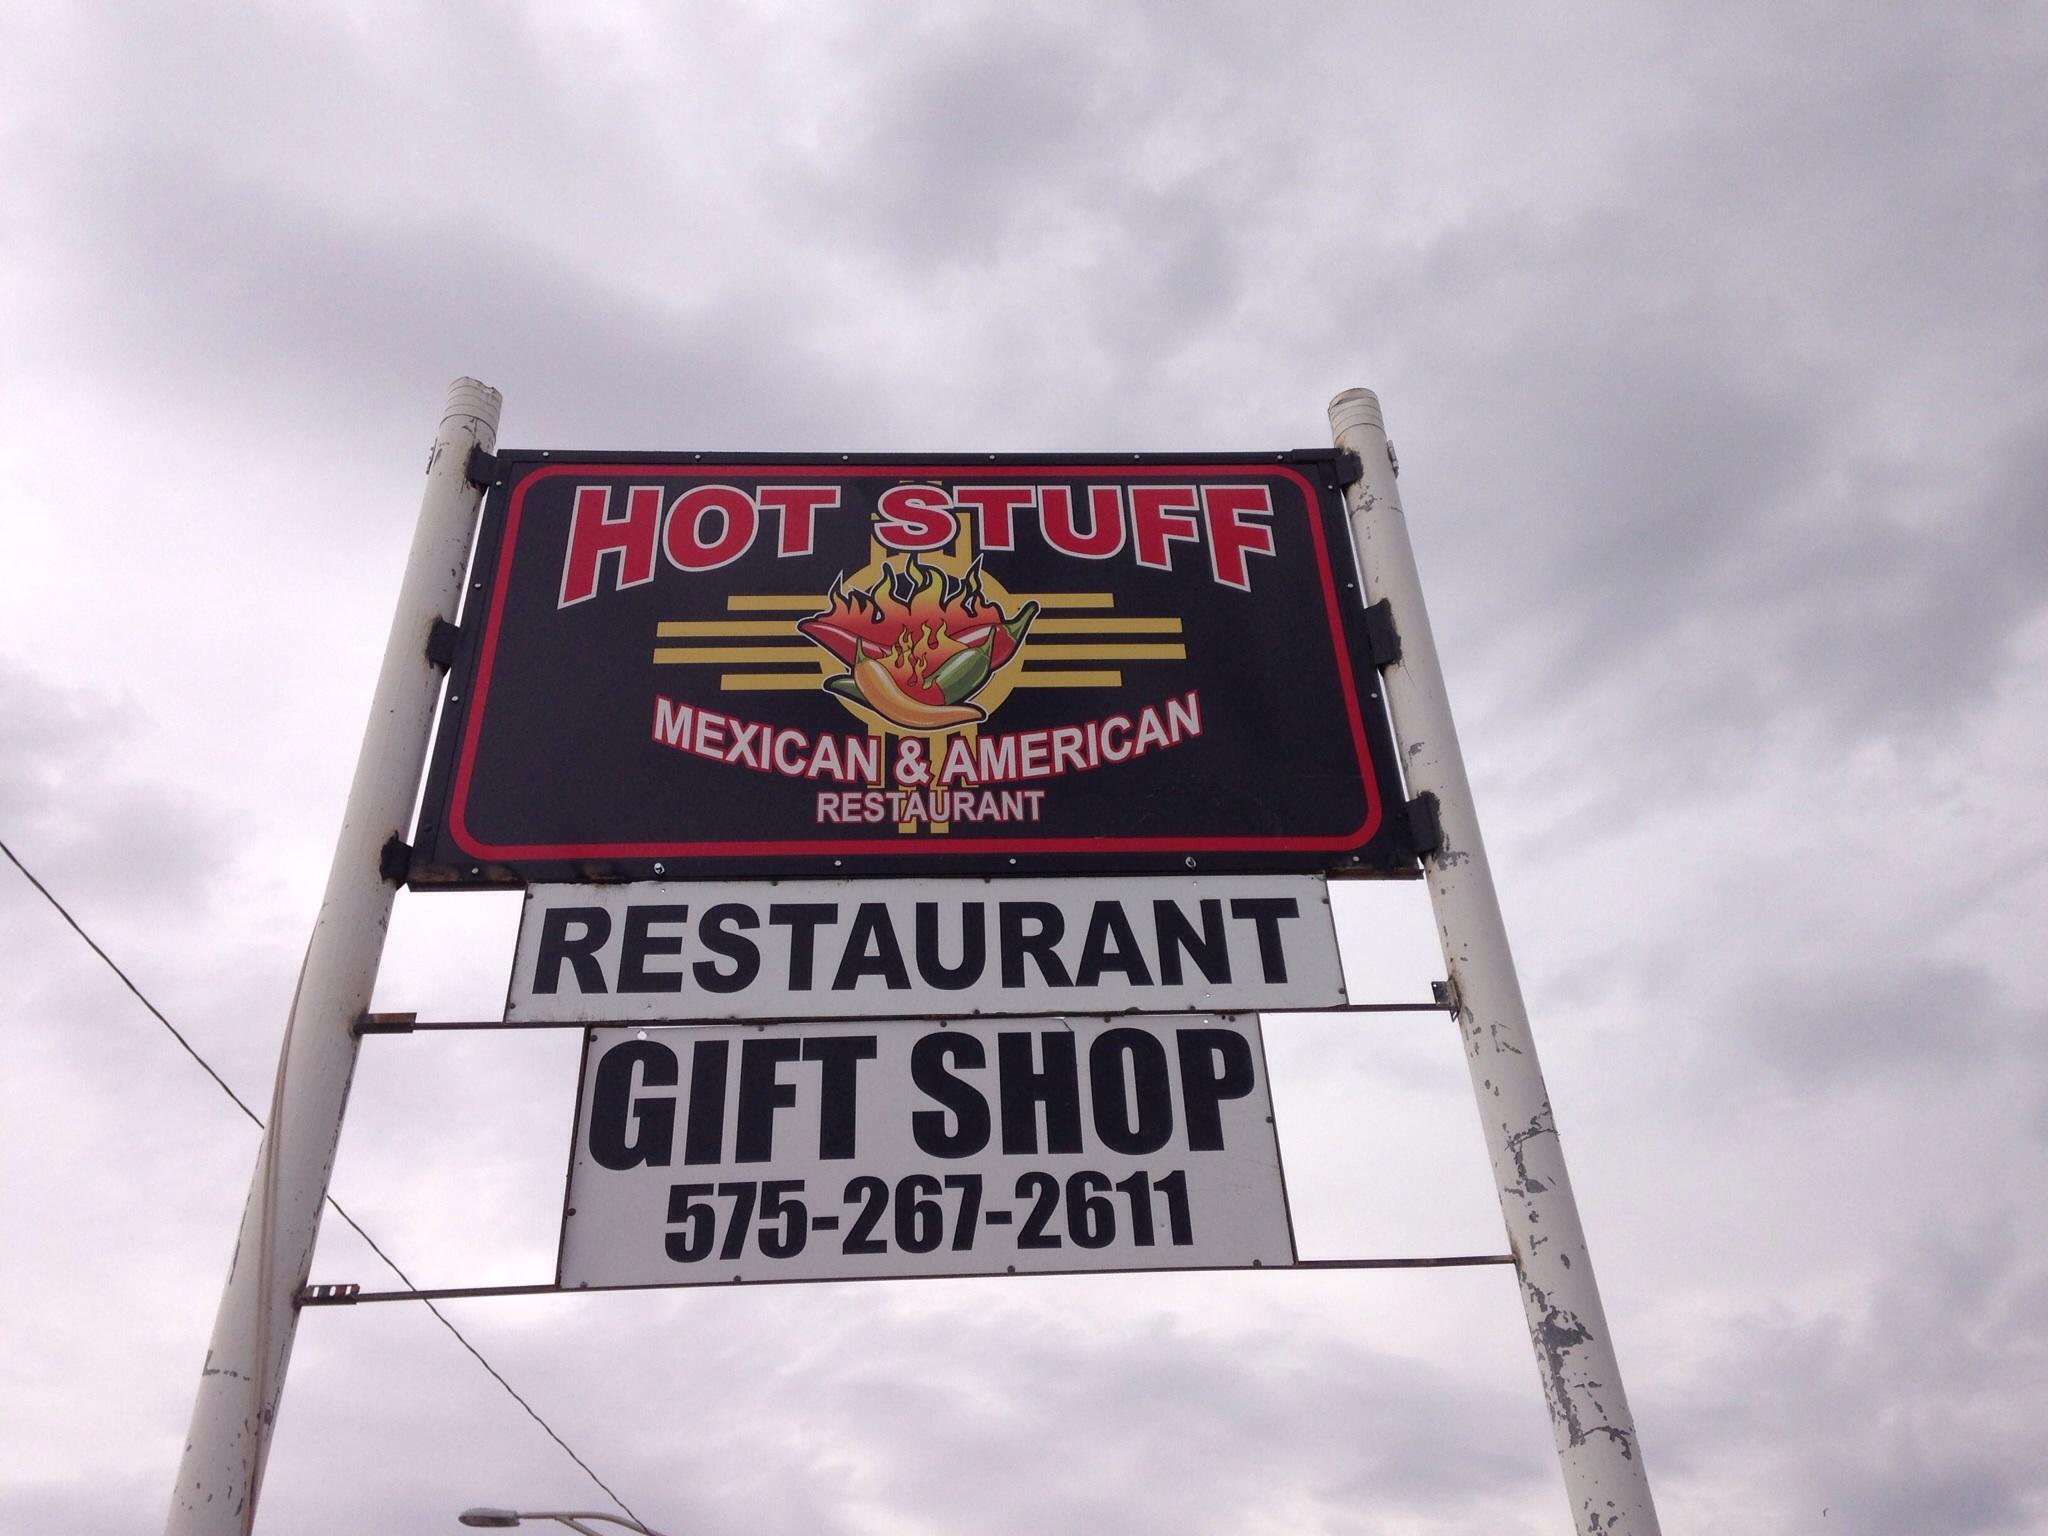 HOT STUFF
MEXICAN & AMERICAN
RESTAURANT
RESTAURANT
GIFT SHOP
575-267-2611